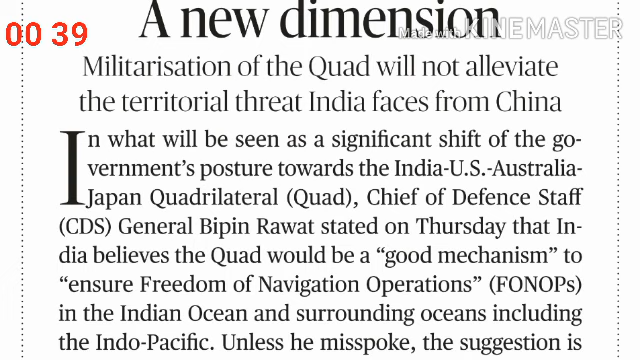 A new dimension
00 39
Made with KINEMASTER
Militarisation of the Quad will not alleviate
the territorial threat India faces from China
In what will be seen as a significant shift of the go-
vernment's posture towards the India-U.S.-Australia-
Japan Quadrilateral (Quad), Chief of Defence Staff
(CDS) General Bipin Rawat stated on Thursday that In-
dia believes the Quad would be a “good mechanism” to
“ensure Freedom of Navigation Operations” (FONOPs)
in the Indian Ocean and surrounding oceans including
the Indo-Pacific. Unless he misspoke, the suggestion is